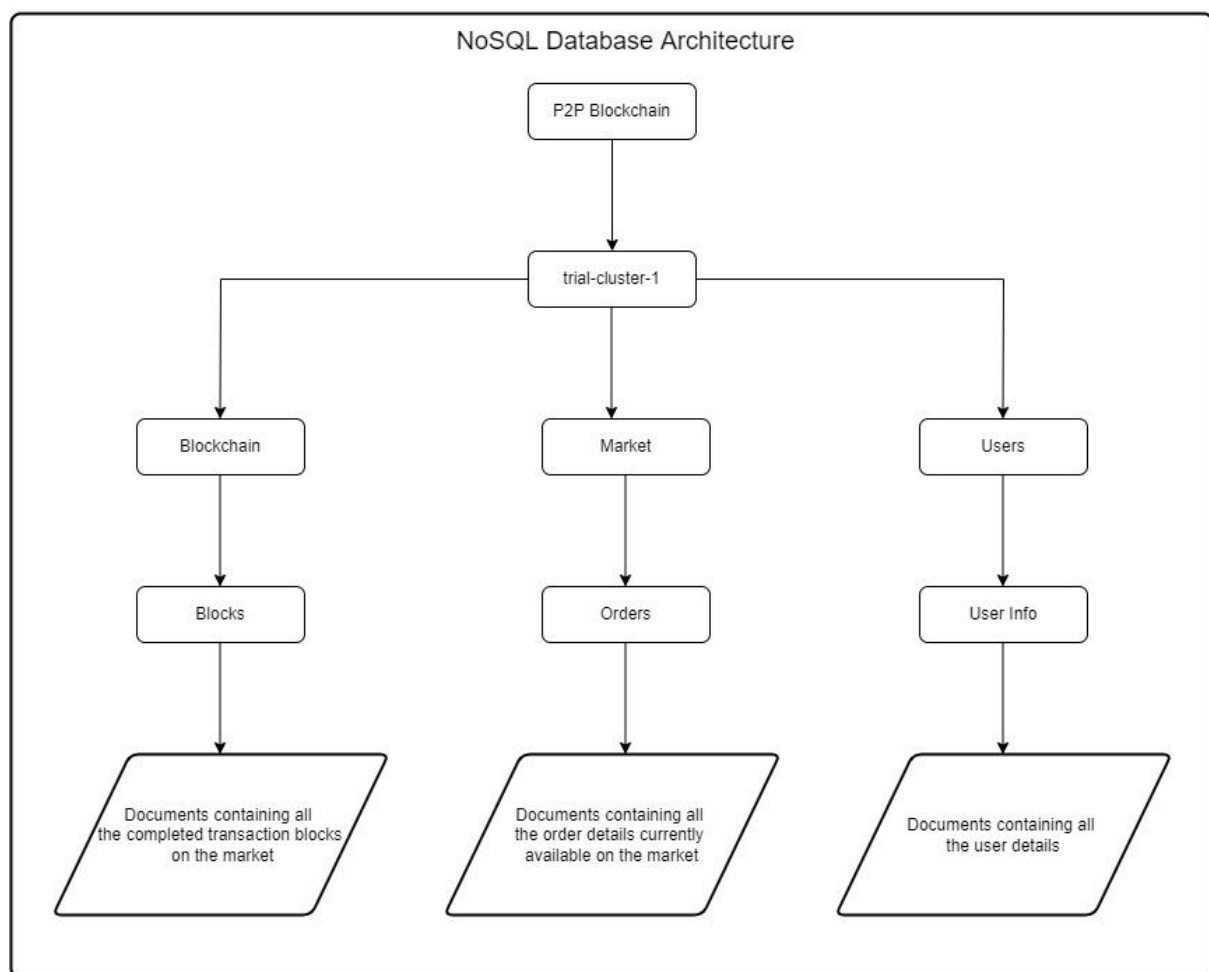 NoSQL Database Architecture
P2P Blockchain
trial-cluster-1
Blockchain
Market
Users
Blocks
Orders
User Info
Documents containing all
the completed transaction blocks
on the market
Documents containing all
the order details currently
available on the market
Documents containing all
the user details